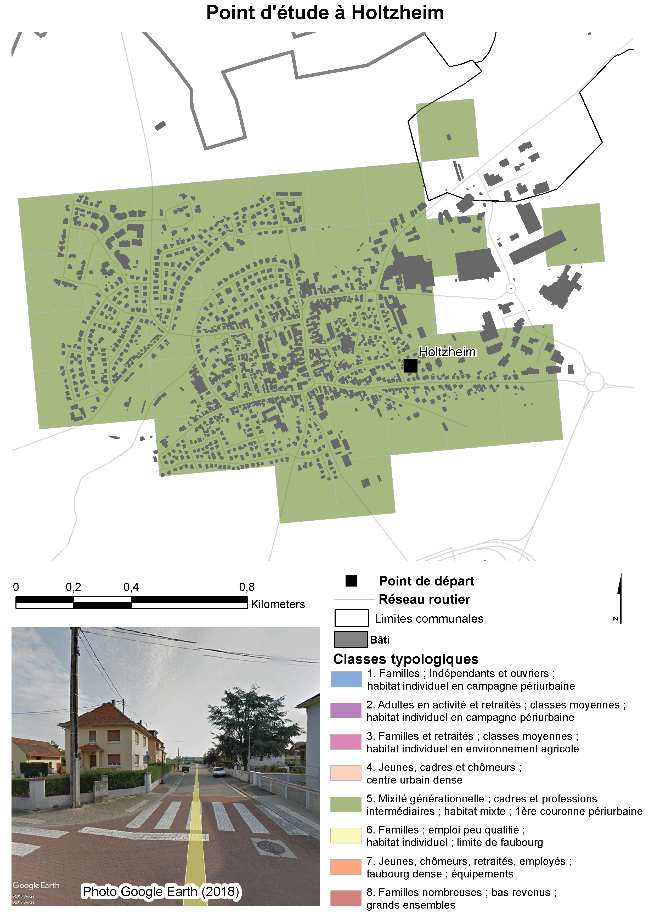 Point d'étude à Holtzheim
Holtzheim
0 0,2 0,4 0,8
Kilometers
Point de départ
Réseau routier
Limites communales
Bâti
N
Classes typologiques
1. Familles ; Indépendants et ouvriers ;
habitat individuel en campagne périurbaine
2. Adultes en activité et retraités ; classes moyennes ;
habitat individuel en campagne périurbaine
3. Familles et retraités ; classes moyennes ;
habitat individuel en environnement agricole
4. Jeunes, cadres et chômeurs ;
centre urbain dense
5. Mixité générationnelle ; cadres et professions
intermédiaires ; habitat mixte ; 1ère couronne périurbaine
6. Familles ; emploi peu qualifié ;
habitat individuel ; limite de faubourg
7. Jeunes, chômeurs, retraités, employés ;
faubourg dense ; équipements
8. Familles nombreuses ; bas revenus ;
grands ensembles
Google Earth
Photo Google Earth (2018)